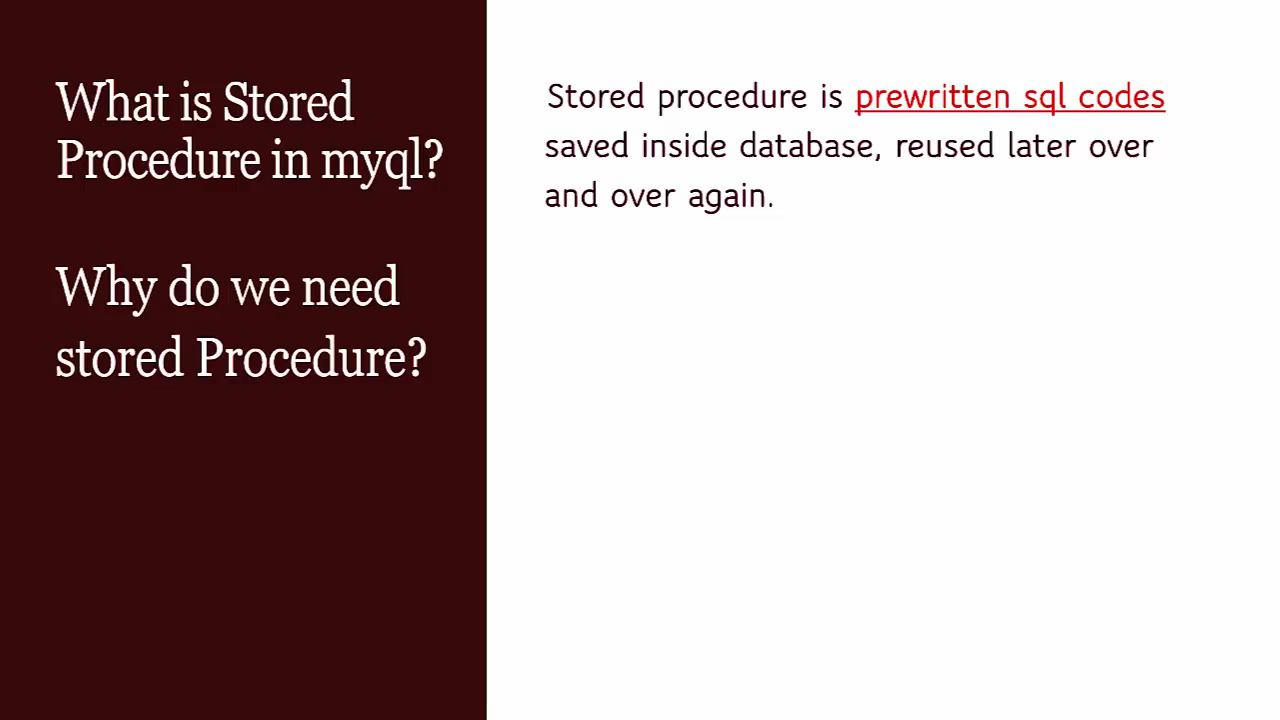 What is Stored
Procedure in myql?
Why do we need
stored Procedure?
Stored procedure is prewritten sql codes
saved inside database, reused later over
and over again.